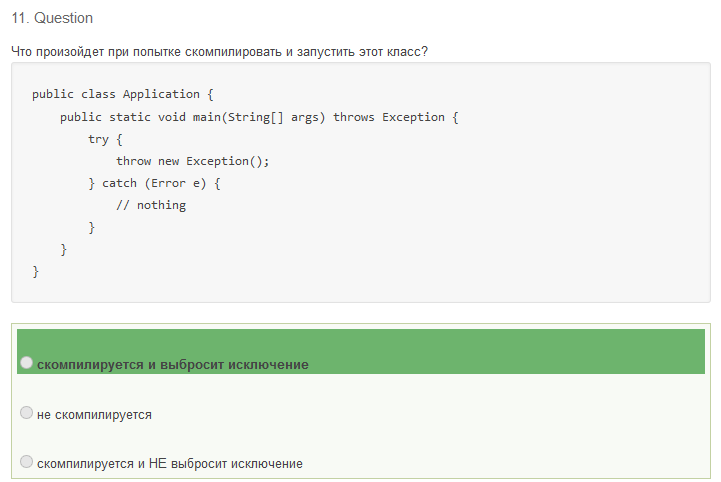 11. Question
Что произойдет при попытке скомпилировать и запустить этот класс?
public class Application {
    public static void main(String[] args) throws Exception {
        try {
            throw new Exception();
        } catch (Error e) {
            // nothing
        }
    }
}
скомпилируется и выбросит исключение
не скомпилируется
скомпилируется и НЕ выбросит исключение